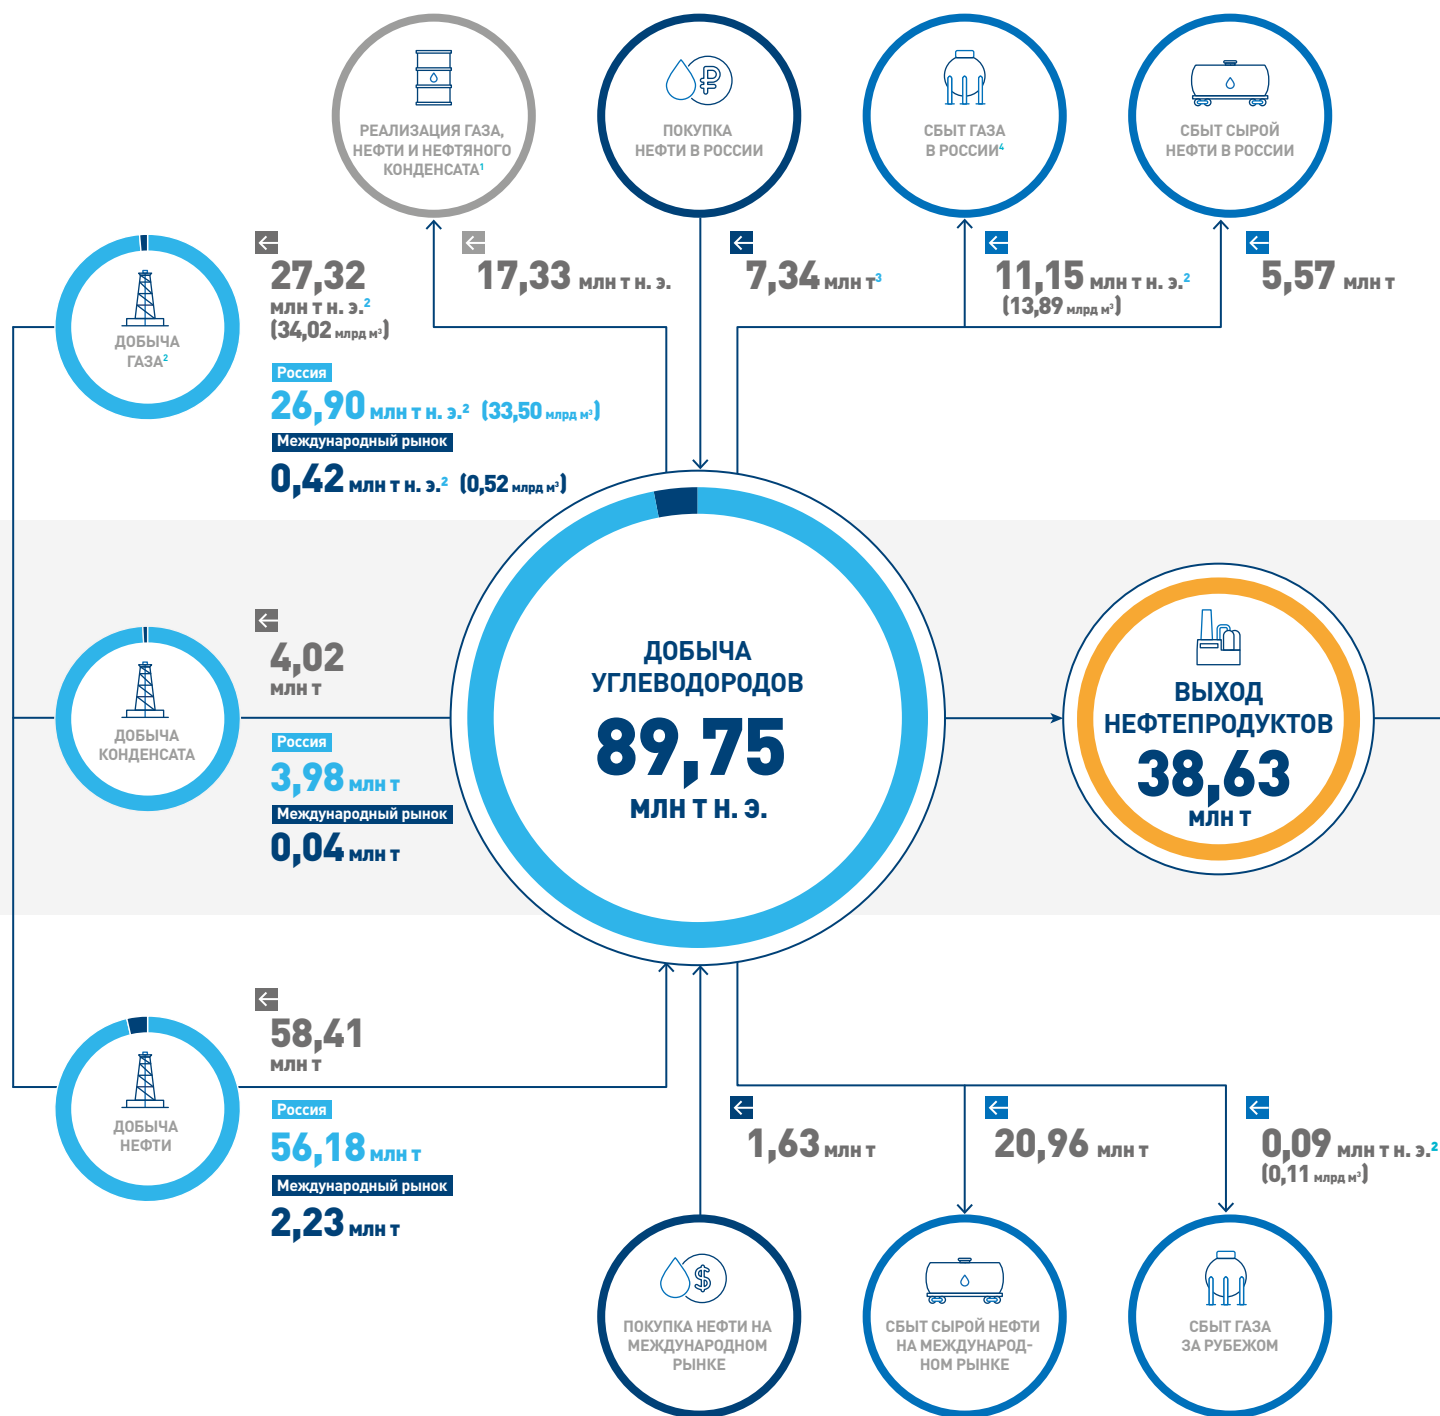 РЕАЛИЗАЦИЯ ГАЗА,
НЕФТИ И НЕФТЯНОГО
КОНДЕНСАТА¹
ПОКУПКА
НЕФТИ В РОССИИ
СБЫТ ГАЗА
В РОССИИ⁴
СБЫТ СЫРОЙ
НЕФТИ В РОССИИ
17,33 МЛН Т Н. Э.
7,34 МЛН Т³
11,15 МЛН Т Н. Э.²
(13,89 МЛРД М³)
5,57 МЛН Т
ДОБЫЧА
ГАЗА²
27,32
МЛН Т Н. Э.²
(34,02 МЛРД М³)
Россия
26,90 МЛН Т Н. Э.² (33,50 МЛРД М³)
Международный рынок
0,42 МЛН Т Н. Э.² (0,52 МЛРД М³)
ДОБЫЧА
КОНДЕНСАТА
4,02
МЛН Т
Россия
3,98 МЛН Т
Международный рынок
0,04 МЛН Т
ДОБЫЧА
УГЛЕВОДОРОДОВ
89,75
МЛН Т Н. Э.
ВЫХОД
НЕФТЕПРОДУКТОВ
38,63
МЛН Т
ДОБЫЧА
НЕФТИ
58,41
МЛН Т
Россия
56,18 МЛН Т
Международный рынок
2,23 МЛН Т
1,63 МЛН Т
20,96 МЛН Т
0,09 МЛН Т Н. Э.²
(0,11 МЛРД М³)
ПОКУПКА НЕФТИ НА
МЕЖДУНАРОДНОМ
РЫНКЕ
СБЫТ СЫРОЙ НЕФТИ
НА МЕЖДУНАРОД-
НОМ РЫНКЕ
СБЫТ ГАЗА
ЗА РУБЕЖОМ